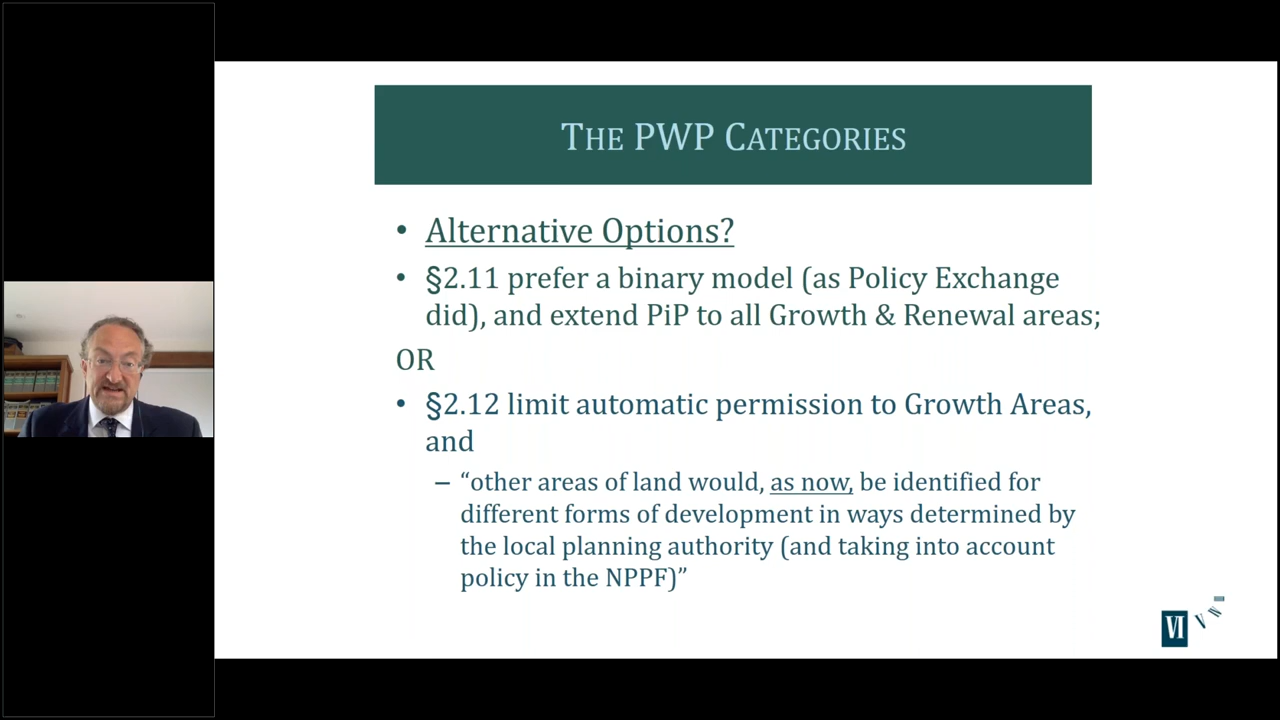 THE PWP CATEGORIES
• Alternative Options?
• §2.11 prefer a binary model (as Policy Exchange
did), and extend PiP to all Growth & Renewal areas;
OR
• §2.12 limit automatic permission to Growth Areas,
and
– “other areas of land would, as now, be identified for
different forms of development in ways determined by
the local planning authority (and taking into account
policy in the NPPF)”
VI